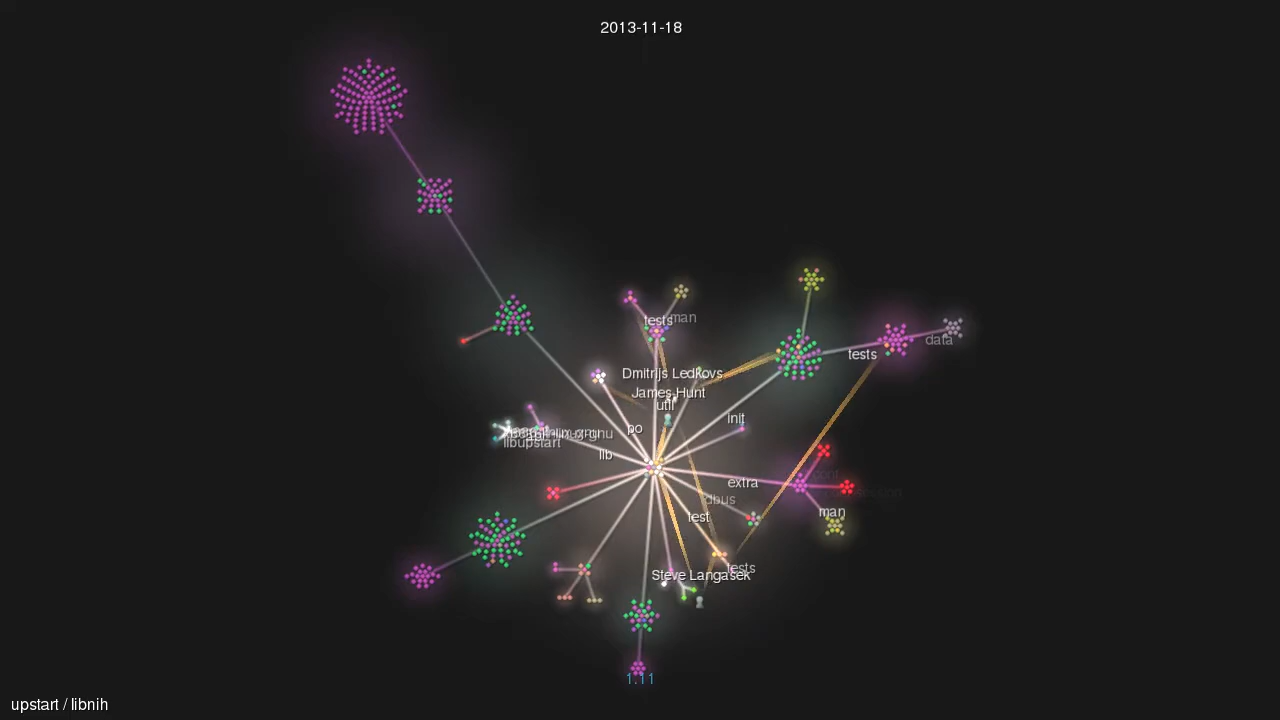 2013-11-18
tests
man
data
tests
Dmitrijs Ledkovs
James Hunt
util
init
po
libupstart
lib
extra
dbus
man
test
tests
Steve Langasek
1.11
upstart / libnih